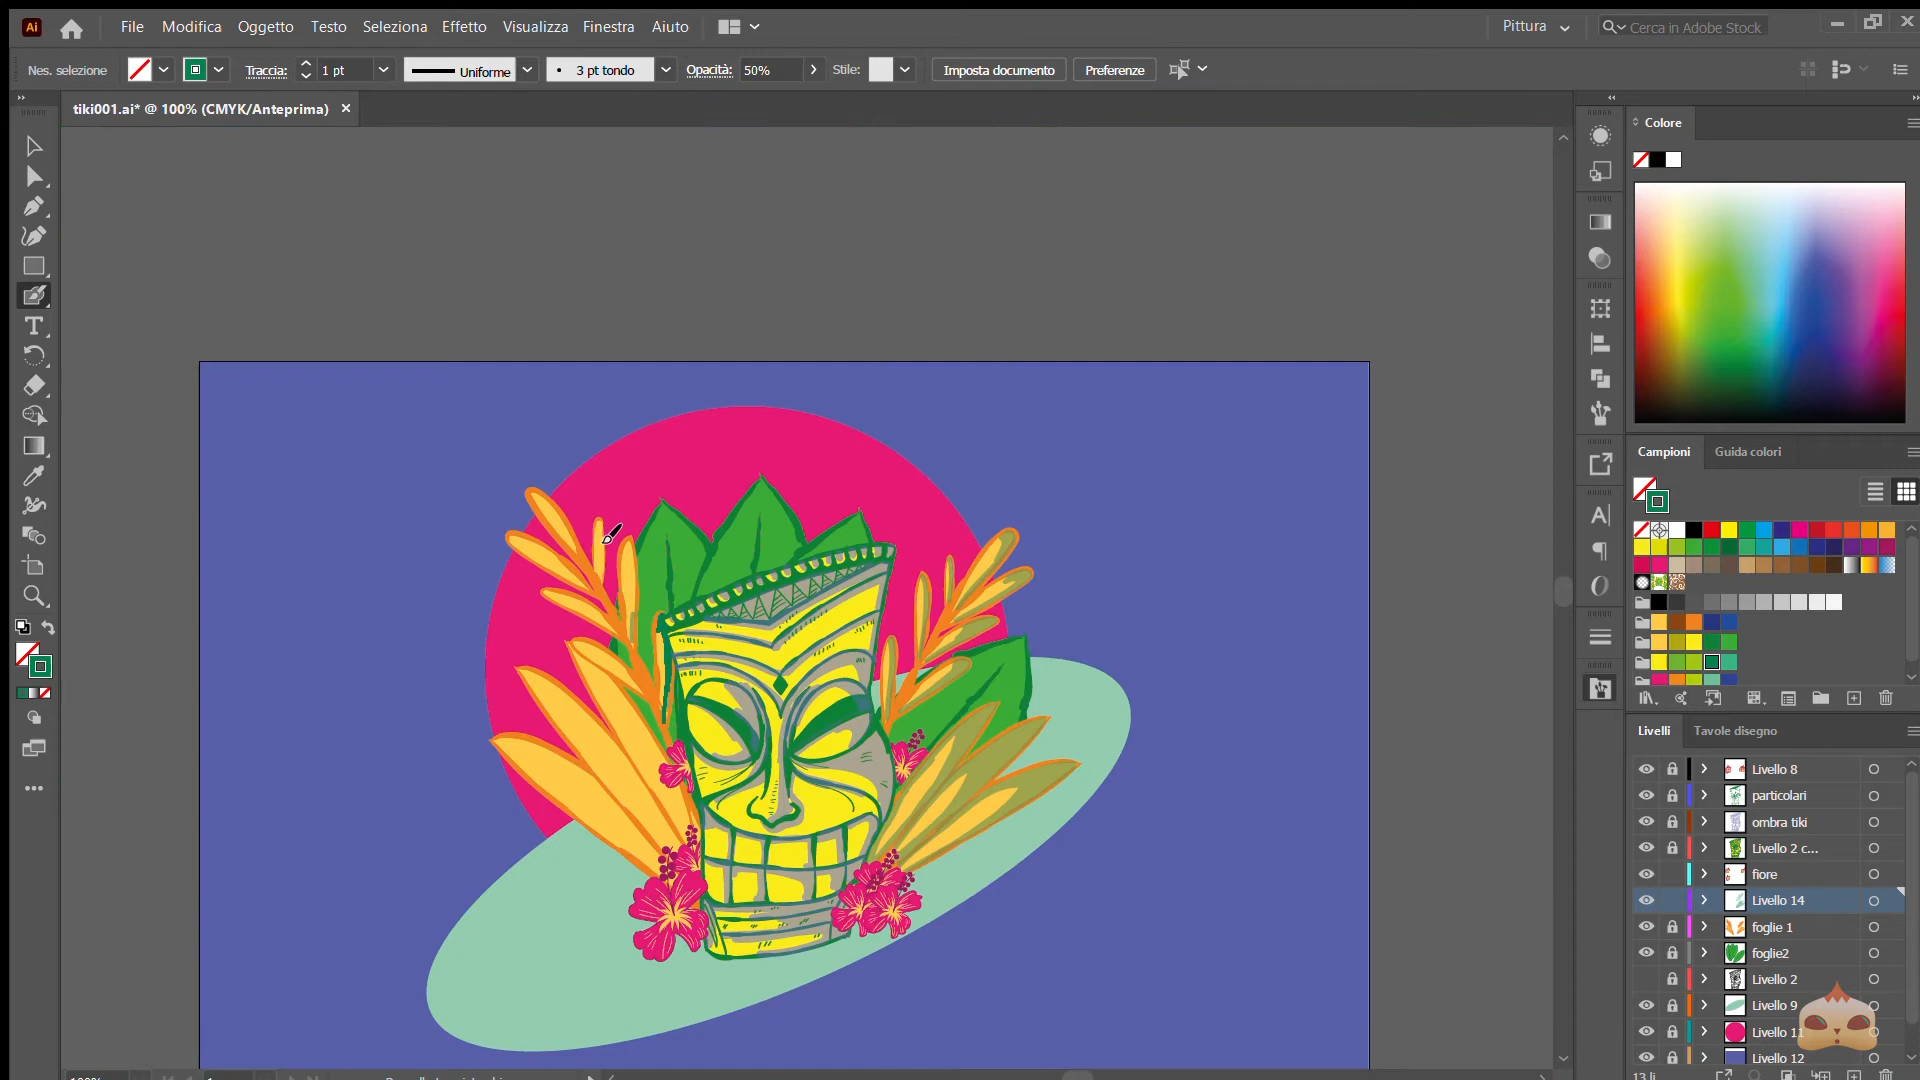 Ai File Modifica Oggetto Testo Seleziona Effetto Visualizza Finestra Aiuto Pittura Cerca in Adobe Stock
Nes. selezione Traccia: 1 pt Uniforme 3 pt tondo Opacità: 50% Stile: Imposta documento Preferenze
tiki001.ai* @ 100% (CMYK/Anteprima)
Colore
Campioni Guida colori
Livelli Tavole disegno
Livello 8
particolari
ombra tiki
Livello 2 c...
fiore
Livello 14
foglie 1
foglie2
Livello 2
Livello 9
Livello 11
Livello 12